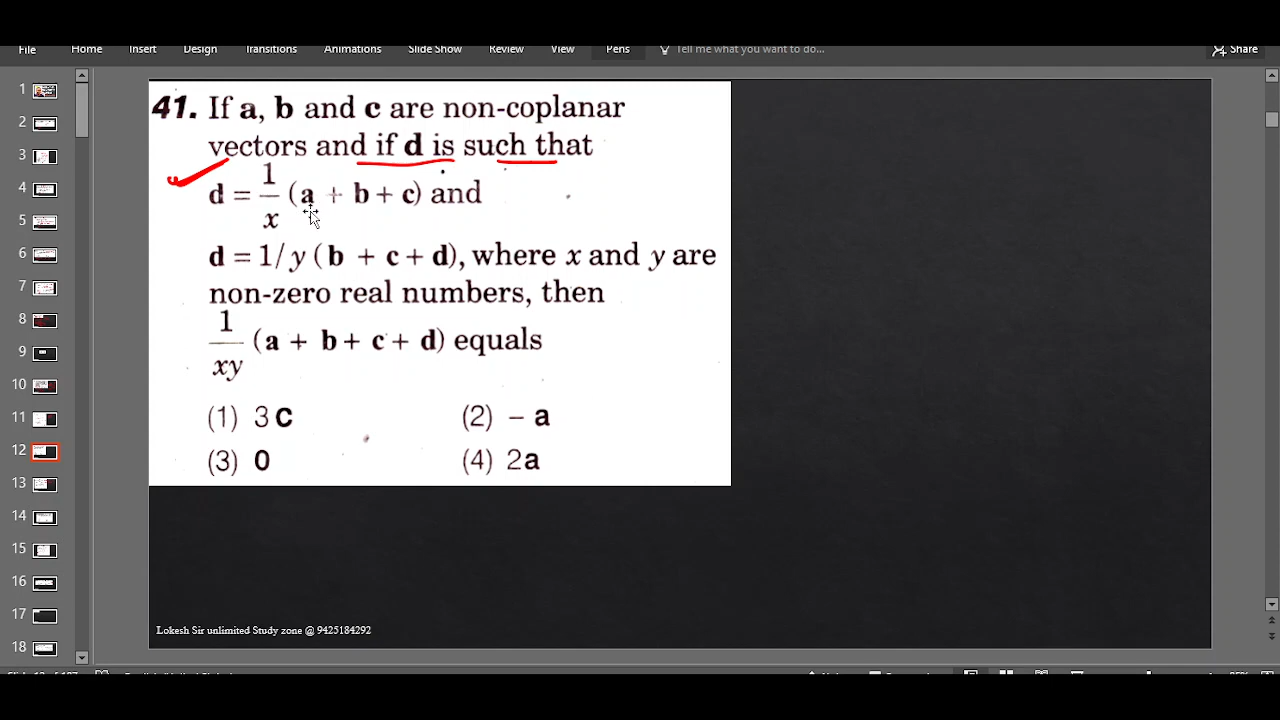 File Home Insert Design Transitions Animations Slide Show Review View Pens Tell me what you want to do... Share
1
2
3
4
5
6
7
8
9
10
11
12
13
14
15
16
17
18
41. If a, b and c are non-coplanar
vectors and if d is such that
d = 1/x (a + b + c) and
d = 1/y (b + c + d), where x and y are
non-zero real numbers, then
1/xy (a + b + c + d) equals
(1) 3c (2) – a
(3) 0 (4) 2a
Lokesh Sir unlimited Study zone @ 9425184292